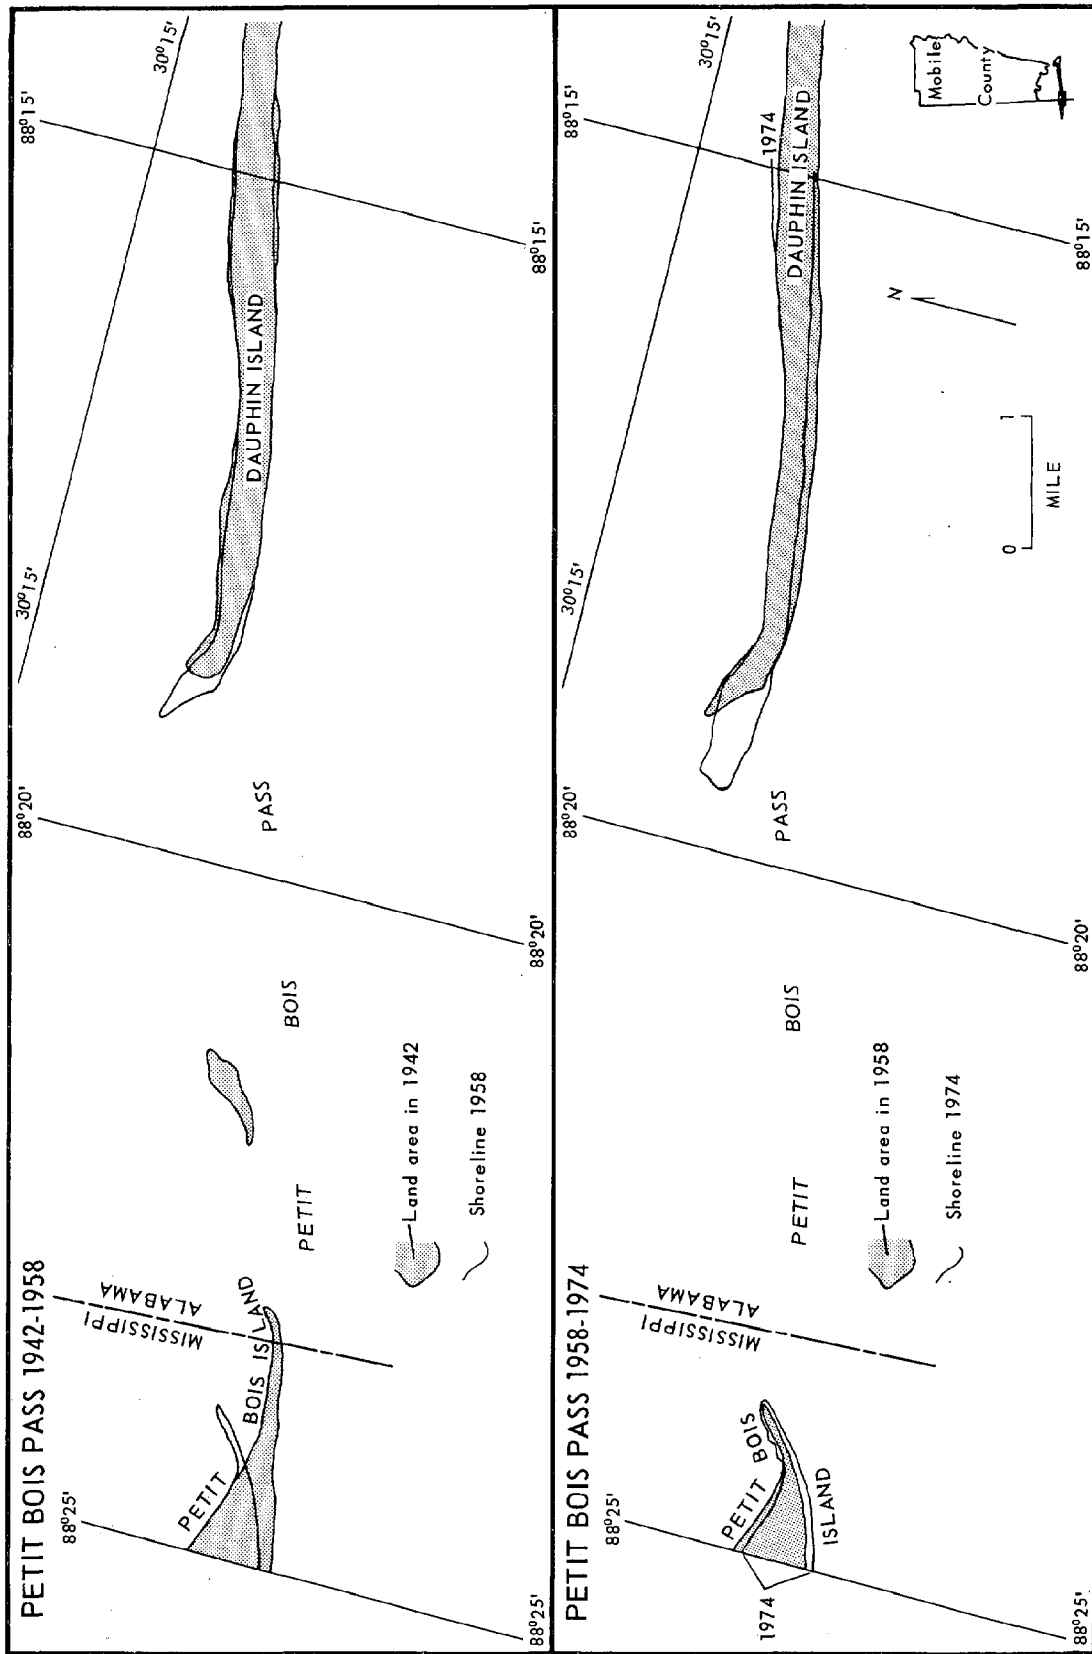 PETIT BOIS PASS 1942-1958
88°25'
88°20'
30°15'
88°15'
30°15'
PETIT
BOIS ISLAND
MISSISSIPPI
ALABAMA
DAUPHIN ISLAND
PETIT
BOIS
PASS
Land area in 1942
Shoreline 1958
88°25'
88°20'
88°15'
PETIT BOIS PASS 1958-1974
88°25'
88°20'
30°15'
88°15'
30°15'
PETIT BOIS
ISLAND
1974
MISSISSIPPI
ALABAMA
1974
DAUPHIN ISLAND
PETIT
BOIS
PASS
Land area in 1958
Shoreline 1974
N
0 1
MILE
Mobile
County
88°25'
88°20'
88°15'